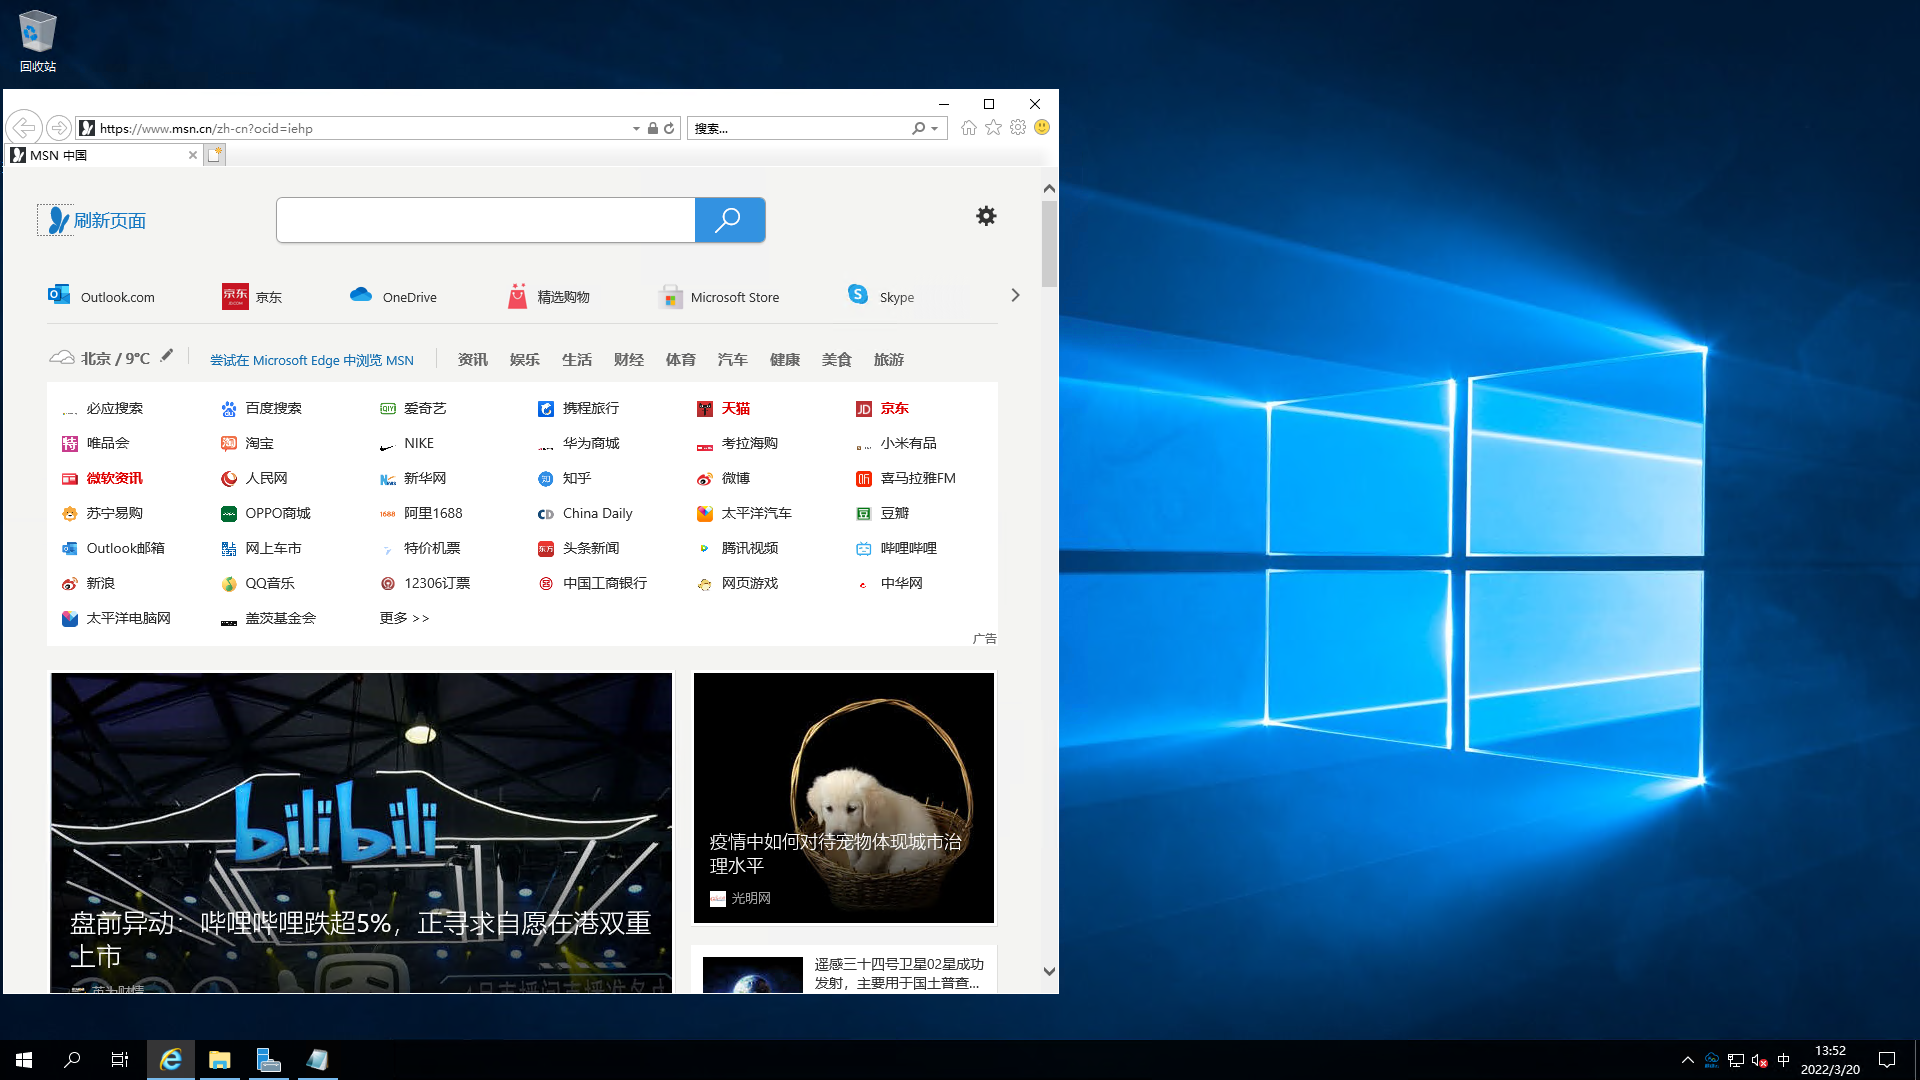 回收站
https://www.msn.cn/zh-cn?ocid=iehp
搜索...
MSN 中国
刷新页面
Outlook.com
京东
OneDrive
精选购物
Microsoft Store
Skype
北京 / 9°C
尝试在 Microsoft Edge 中浏览 MSN
资讯 娱乐 生活 财经 体育 汽车 健康 美食 旅游
必应搜索 百度搜索 爱奇艺 携程旅行 天猫 京东
唯品会 淘宝 NIKE 华为商城 考拉海购 小米有品
微软资讯 人民网 新华网 知乎 微博 喜马拉雅FM
苏宁易购 OPPO商城 阿里1688 China Daily 太平洋汽车 豆瓣
Outlook邮箱 网上车市 特价机票 头条新闻 腾讯视频 哔哩哔哩
新浪 QQ音乐 12306订票 中国工商银行 网页游戏 中华网
太平洋电脑网 盖茨基金会 更多 >>
广告
bilibili
盘前异动：哔哩哔哩跌超5%，正寻求自愿在港双重
上市
英为财情
疫情中如何对待宠物体现城市治
理水平
光明网
遥感三十四号卫星02星成功
发射，主要用于国土普查...
中
13:52
2022/3/20